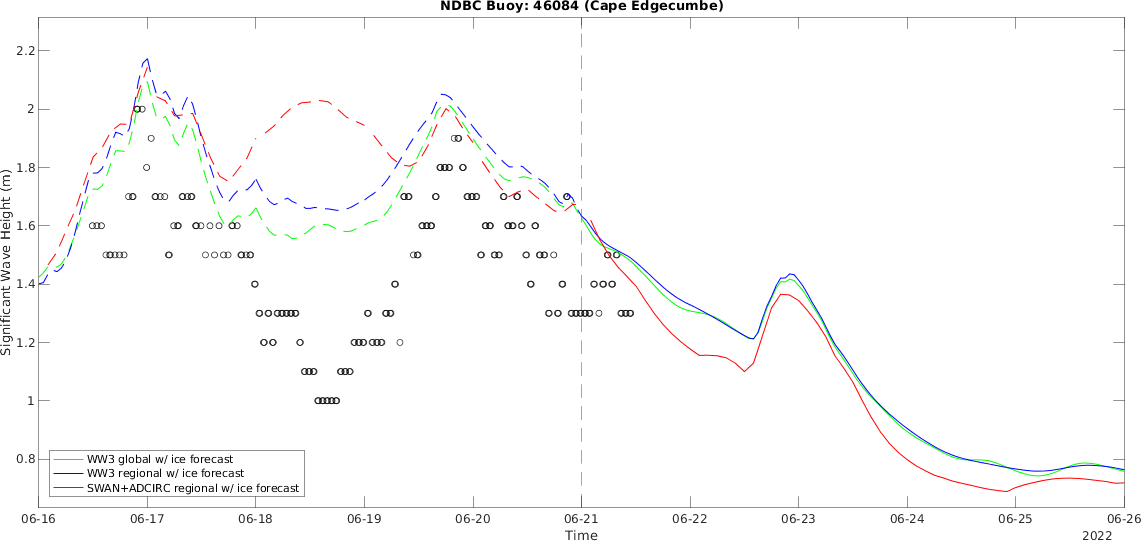 NDBC Buoy: 46084 (Cape Edgecumbe)
2.2
2
1.8
1.6
1.4
1.2
1
0.8
Significant Wave Height (m)
WW3 global w/ ice forecast
WW3 regional w/ ice forecast
SWAN+ADCIRC regional w/ ice forecast
06-16 06-17 06-18 06-19 06-20 06-21 06-22 06-23 06-24 06-25 06-26
Time
2022